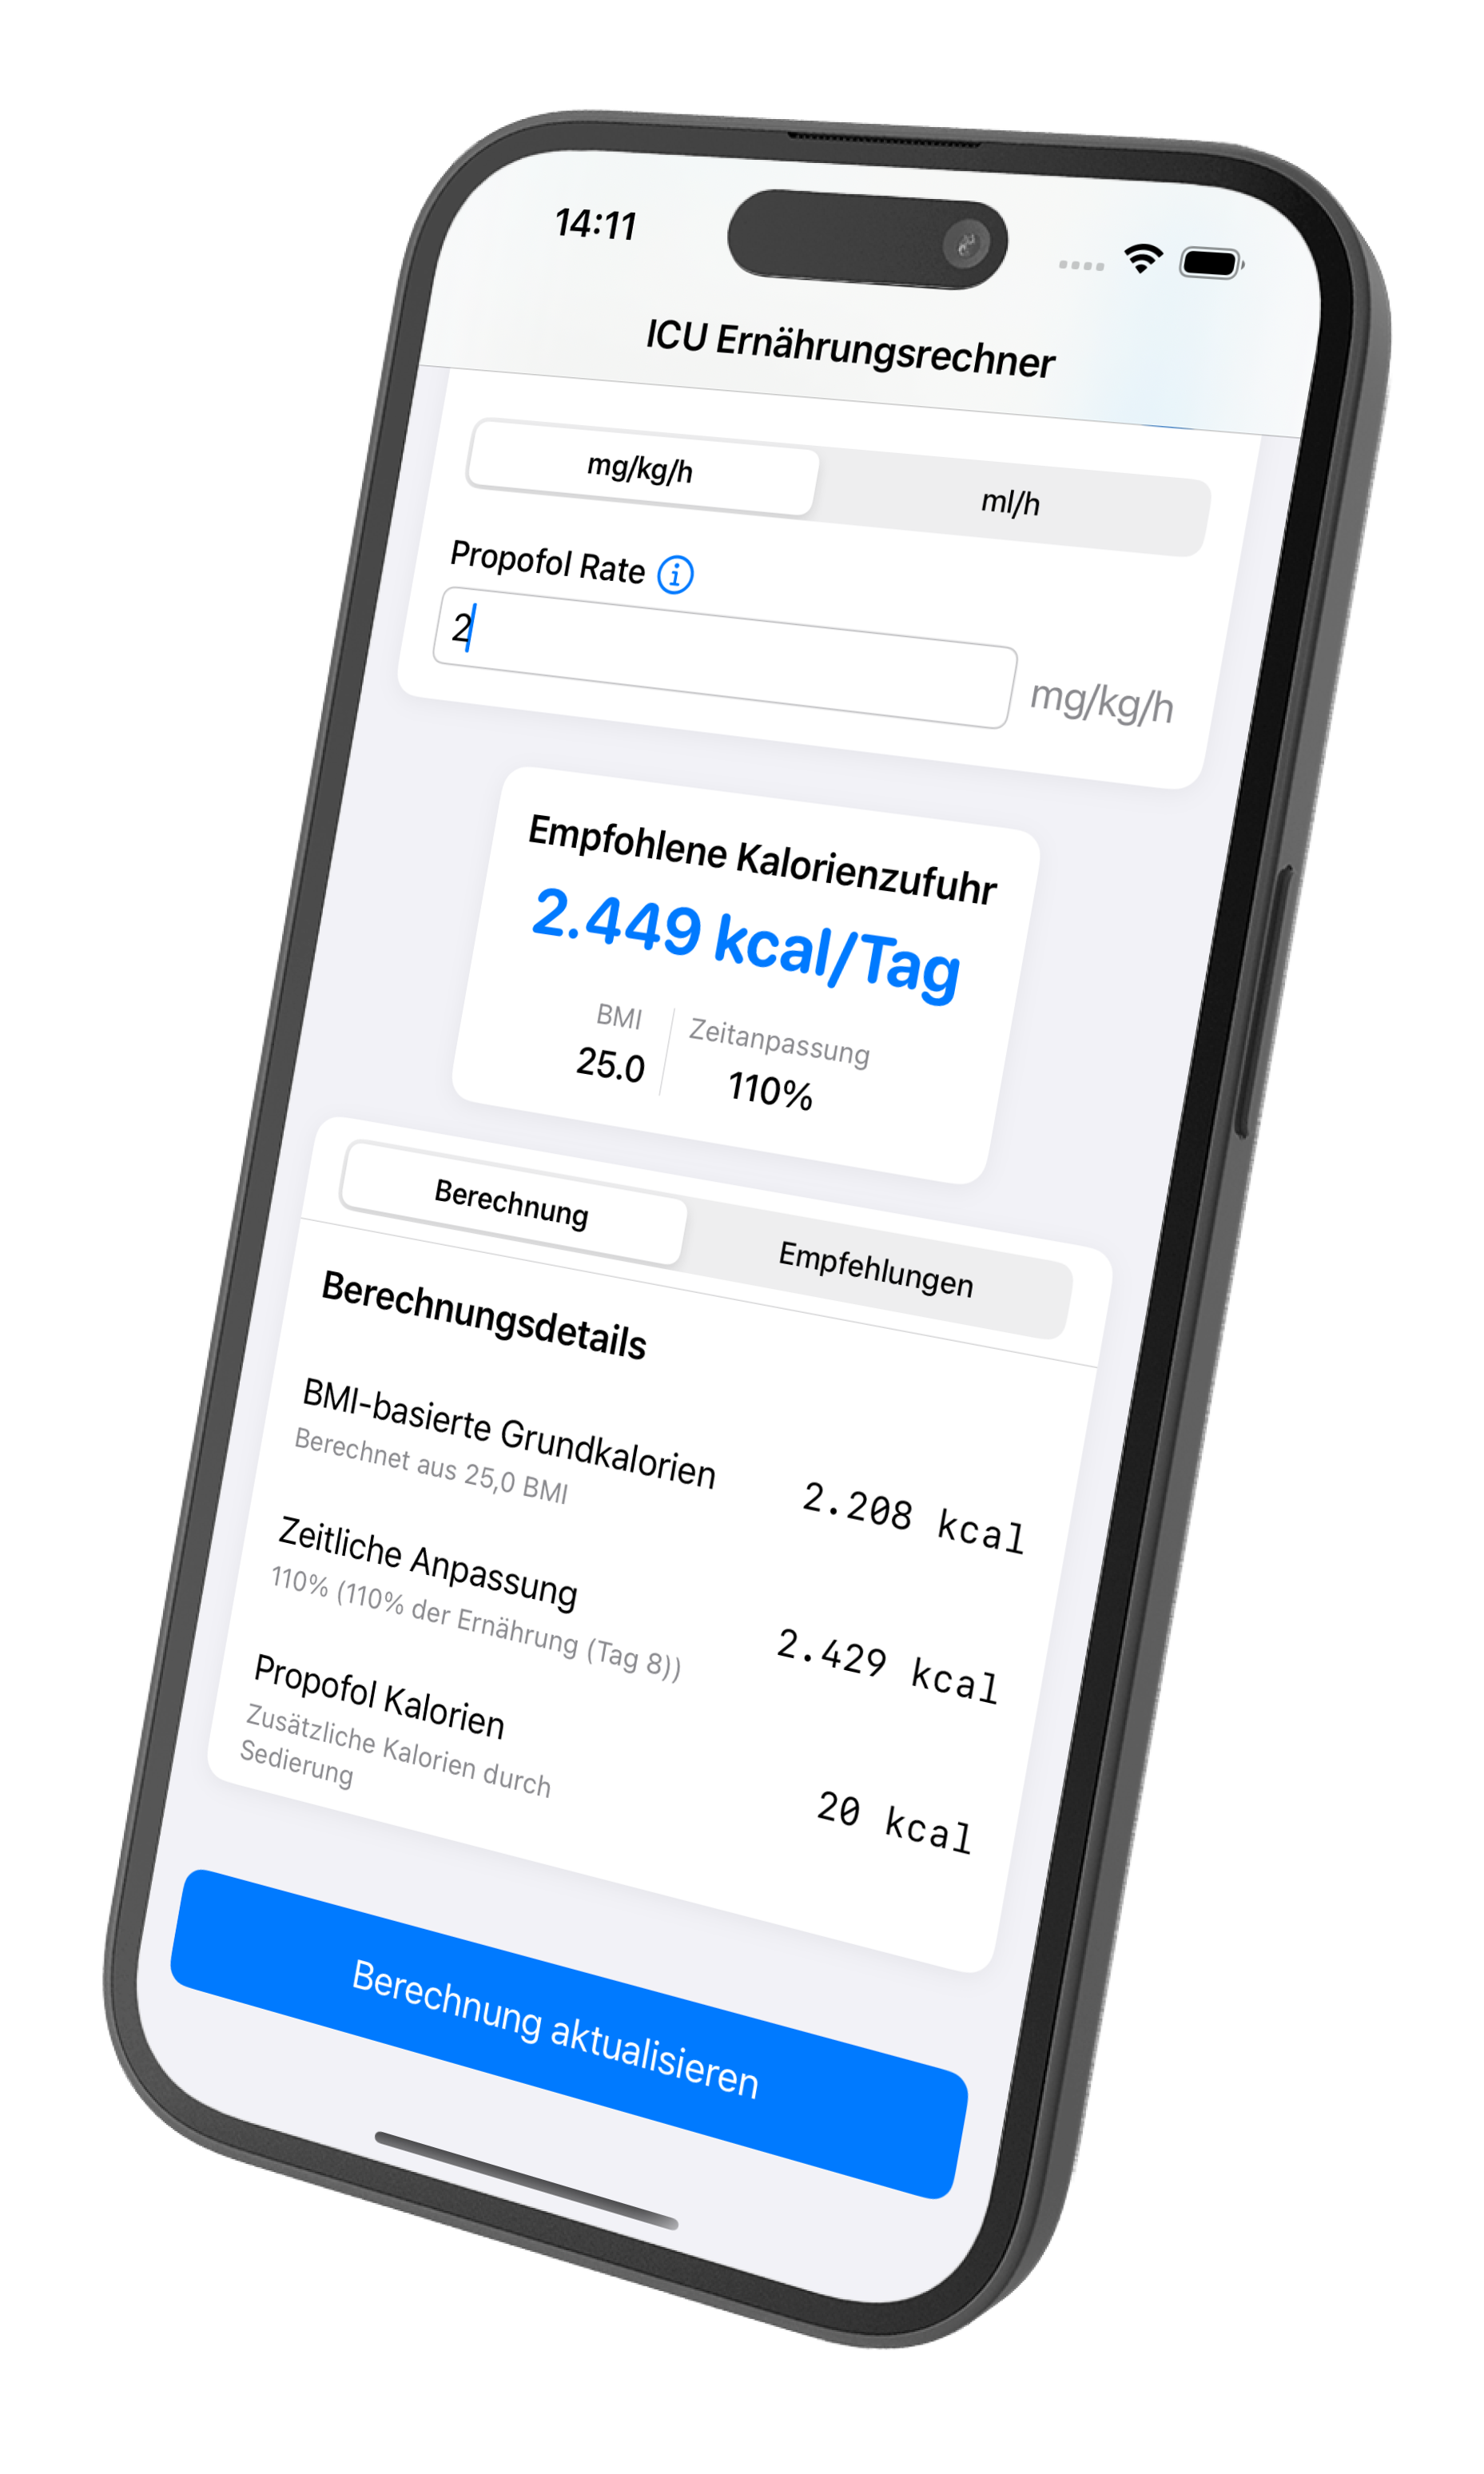 14:11
ICU Ernährungsrechner
mg/kg/h
ml/h
Propofol Rate
2
mg/kg/h
Empfohlene Kalorienzufuhr
2.449 kcal/Tag
BMI
Zeitanpassung
25.0
110%
Berechnung
Empfehlungen
Berechnungsdetails
BMI-basierte Grundkalorien
Berechnet aus 25,0 BMI
2.208 kcal
Zeitliche Anpassung
110% (110% der Ernährung (Tag 8))
2.429 kcal
Propofol Kalorien
Zusätzliche Kalorien durch
Sedierung
20 kcal
Berechnung aktualisieren